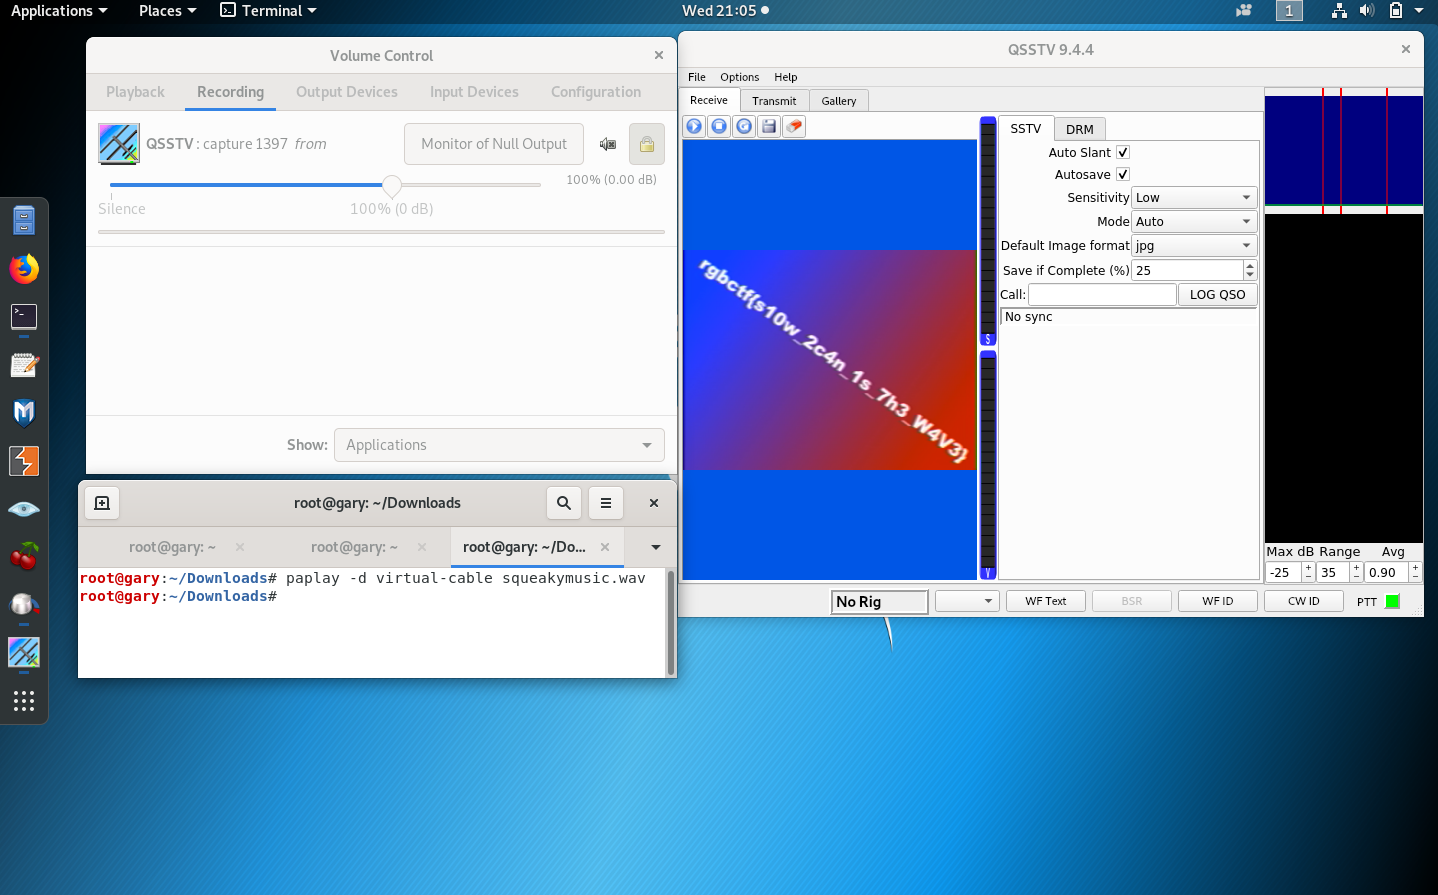 Applications Places Terminal Wed 21:05 1
Volume Control
Playback Recording Output Devices Input Devices Configuration
QSSTV : capture 1397 from Monitor of Null Output
100% (0.00 dB)
Silence 100% (0 dB)
Show: Applications
root@gary: ~/Downloads
root@gary: ~ root@gary: ~ root@gary: ~/Do...
root@gary:~/Downloads# paplay -d virtual-cable squeakymusic.wav
root@gary:~/Downloads#
QSSTV 9.4.4
File Options Help
Receive Transmit Gallery
rgbctf{s10w_2c4n_1s_7h3_W4V3}
S
V
SSTV DRM
Auto Slant
Autosave
Sensitivity Low
Mode Auto
Default Image format jpg
Save if Complete (%) 25
Call: LOG QSO
No sync
Max dB Range Avg
-25 35 0.90
No Rig WF Text BSR WF ID CW ID PTT